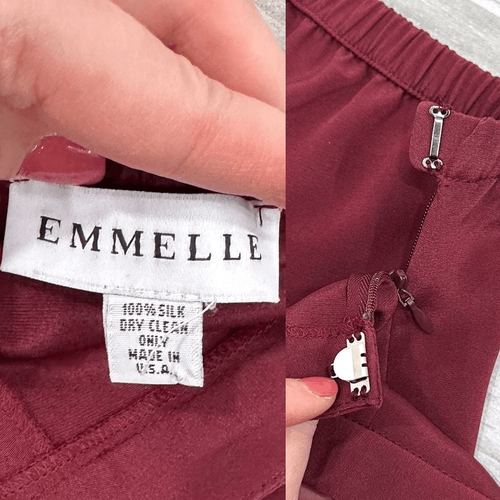 EMMELLE
100% SILK
DRY CLEAN
ONLY
MADE IN
U.S.A.